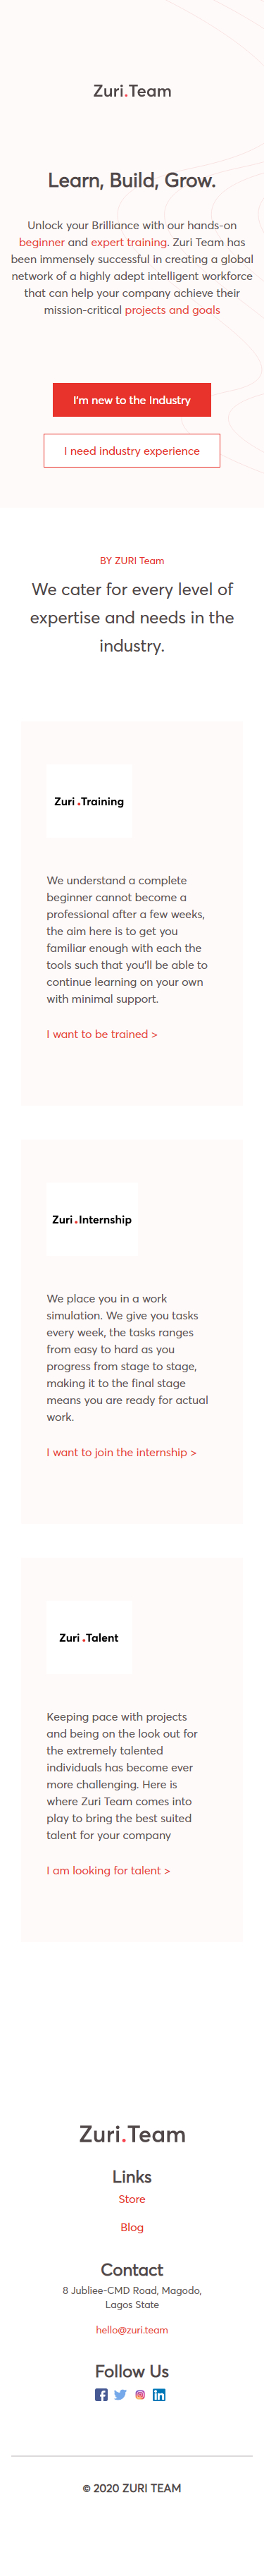 Zuri.Team
Learn, Build, Grow.
Unlock your Brilliance with our hands-on
beginner and expert training. Zuri Team has
been immensely successful in creating a global
network of a highly adept intelligent workforce
that can help your company achieve their
mission-critical projects and goals
I'm new to the Industry
I need industry experience
BY ZURI Team
We cater for every level of
expertise and needs in the
industry.
Zuri.Training
We understand a complete
beginner cannot become a
professional after a few weeks,
the aim here is to get you
familiar enough with each the
tools such that you'll be able to
continue learning on your own
with minimal support.
I want to be trained >
Zuri.Internship
We place you in a work
simulation. We give you tasks
every week, the tasks ranges
from easy to hard as you
progress from stage to stage,
making it to the final stage
means you are ready for actual
work.
I want to join the internship >
Zuri.Talent
Keeping pace with projects
and being on the look out for
the extremely talented
individuals has become ever
more challenging. Here is
where Zuri Team comes into
play to bring the best suited
talent for your company
I am looking for talent >
Zuri.Team
Links
Store
Blog
Contact
8 Jubliee-CMD Road, Magodo,
Lagos State
hello@zuri.team
Follow Us
© 2020 ZURI TEAM